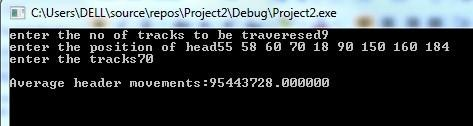 C:\Users\DELL\source\repos\Project2\Debug\Project2.exe
enter the no of tracks to be traveresed9
enter the position of head55 58 60 70 18 90 150 160 184
enter the tracks70
Average header movements:95443728.000000